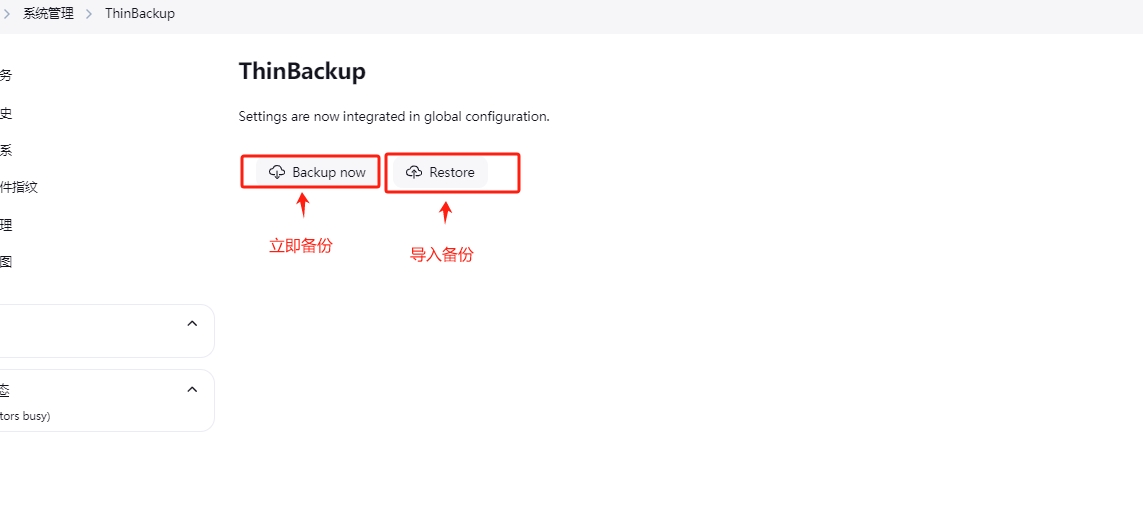 系统管理 ThinBackup
务
史
系
件指纹
理
图
态
tors busy)
ThinBackup
Settings are now integrated in global configuration.
Backup now Restore
立即备份
导入备份